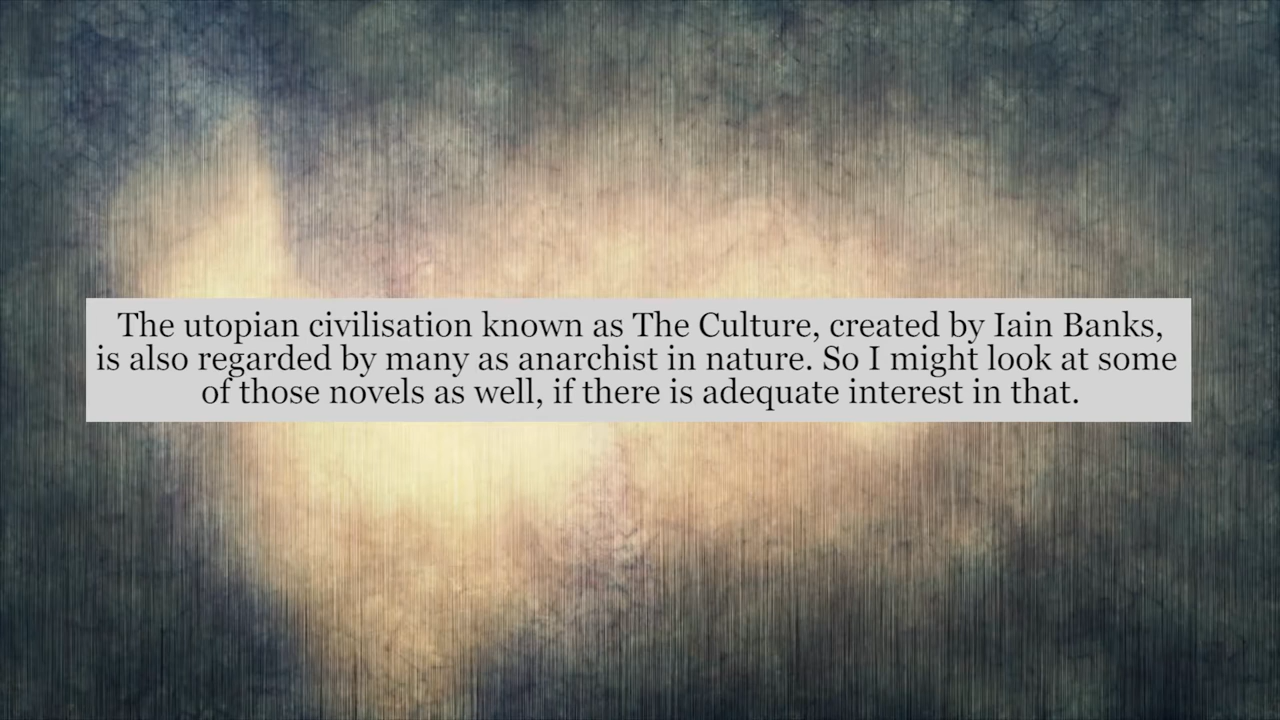 The utopian civilisation known as The Culture, created by Iain Banks,
is also regarded by many as anarchist in nature. So I might look at some
of those novels as well, if there is adequate interest in that.